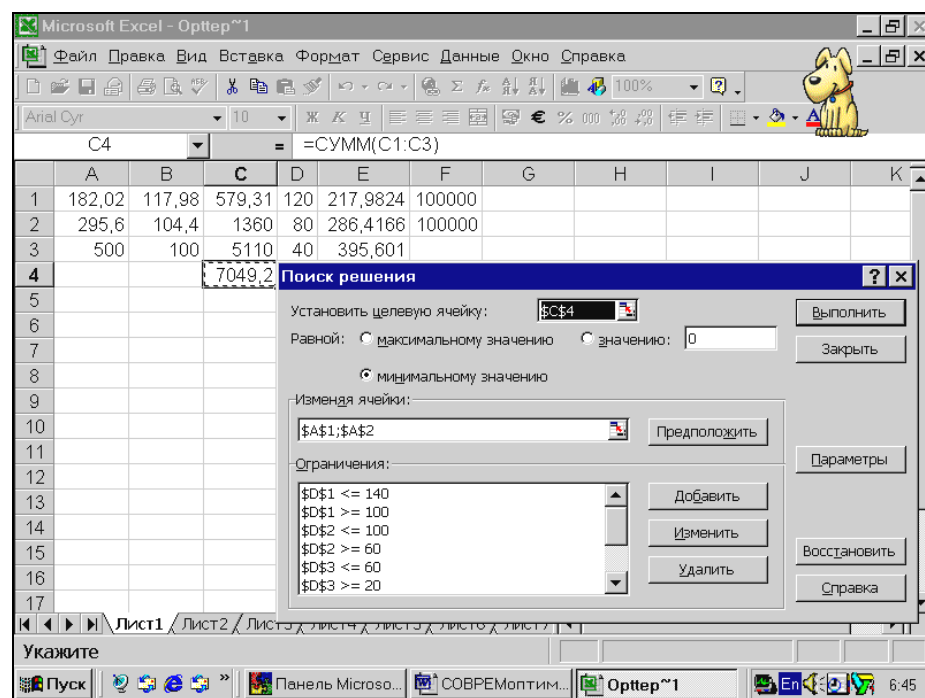 Microsoft Excel - Opttep~1
Файл Правка Вид Вставка Формат Сервис Данные Окно Справка
100%
Arial Cyr 10 Ж К Ч € % 000
C4 = =СУММ(C1:C3)
A B C D E F G H I J K
1 182,02 117,98 579,31 120 217,9824 100000
2 295,6 104,4 1360 80 286,4166 100000
3 500 100 5110 40 395,601
4 7049,2
5
6
7
8
9
10
11
12
13
14
15
16
17
Поиск решения
Установить целевую ячейку: $C$4 Выполнить
Равной: максимальному значению значению: 0 Закрыть
минимальному значению
Изменяя ячейки:
$A$1;$A$2 Предположить
Параметры
Ограничения:
$D$1 <= 140 Добавить
$D$1 >= 100
$D$2 <= 100 Изменить
$D$2 >= 60 Восстановить
$D$3 <= 60 Удалить
$D$3 >= 20 Справка
Лист1 Лист2
Укажите
Пуск » Панель Microso... СОВРЕМоптим... Opttep~1 En 6:45